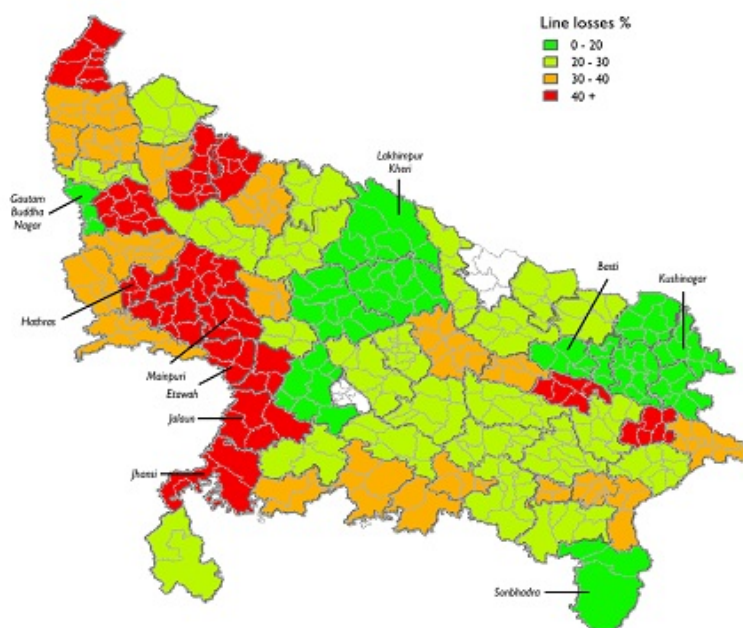 Line losses %
0 - 20
20 - 30
30 - 40
40 +
Lakhimpur
Kheri
Gautam
Buddha
Nagar
Basti
Kushinagar
Hathras
Mainpuri
Etawah
Jalaun
Jhansi
Sonbhadra